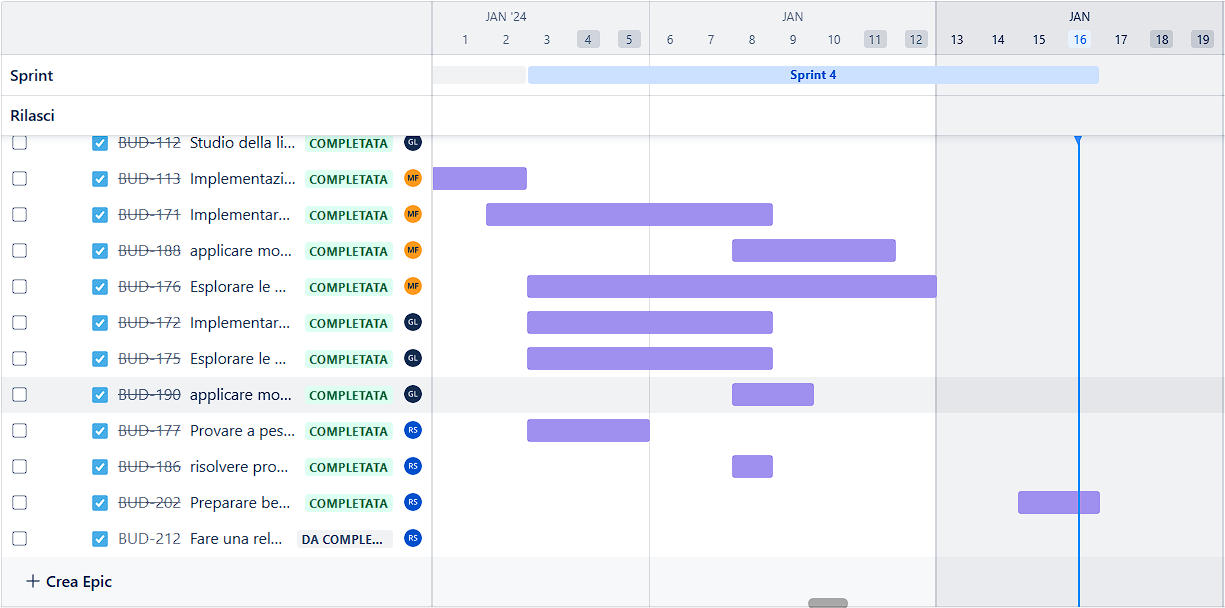 JAN '24 JAN JAN
1 2 3 4 5 6 7 8 9 10 11 12 13 14 15 16 17 18 19
Sprint Sprint 4
Rilasci
BUD-112 Studio della li... COMPLETATA GL
BUD-113 Implementazi... COMPLETATA MF
BUD-171 Implementar... COMPLETATA MF
BUD-188 applicare mo... COMPLETATA MF
BUD-176 Esplorare le ... COMPLETATA MF
BUD-172 Implementar... COMPLETATA GL
BUD-175 Esplorare le ... COMPLETATA GL
BUD-190 applicare mo... COMPLETATA GL
BUD-177 Provare a pes... COMPLETATA RS
BUD-186 risolvere pro... COMPLETATA RS
BUD-202 Preparare be... COMPLETATA RS
BUD-212 Fare una rel... DA COMPLE... RS
+ Crea Epic